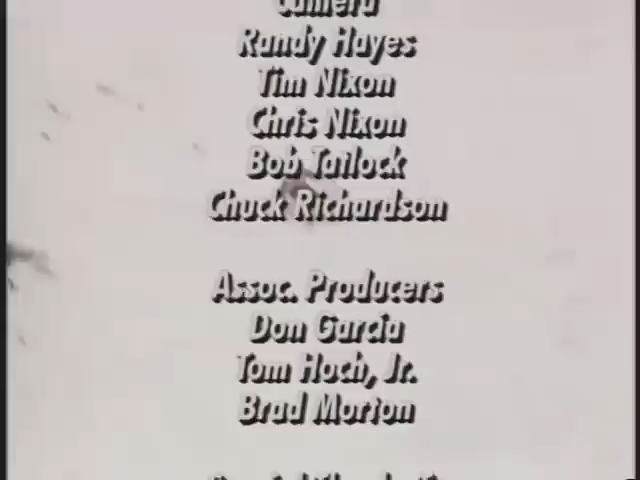 Camera
Randy Hayes
Tim Nixon
Chris Nixon
Bob Tatlock
Chuck Richardson
Assoc. Producers
Don Garcia
Tom Hoch, Jr.
Brad Morton